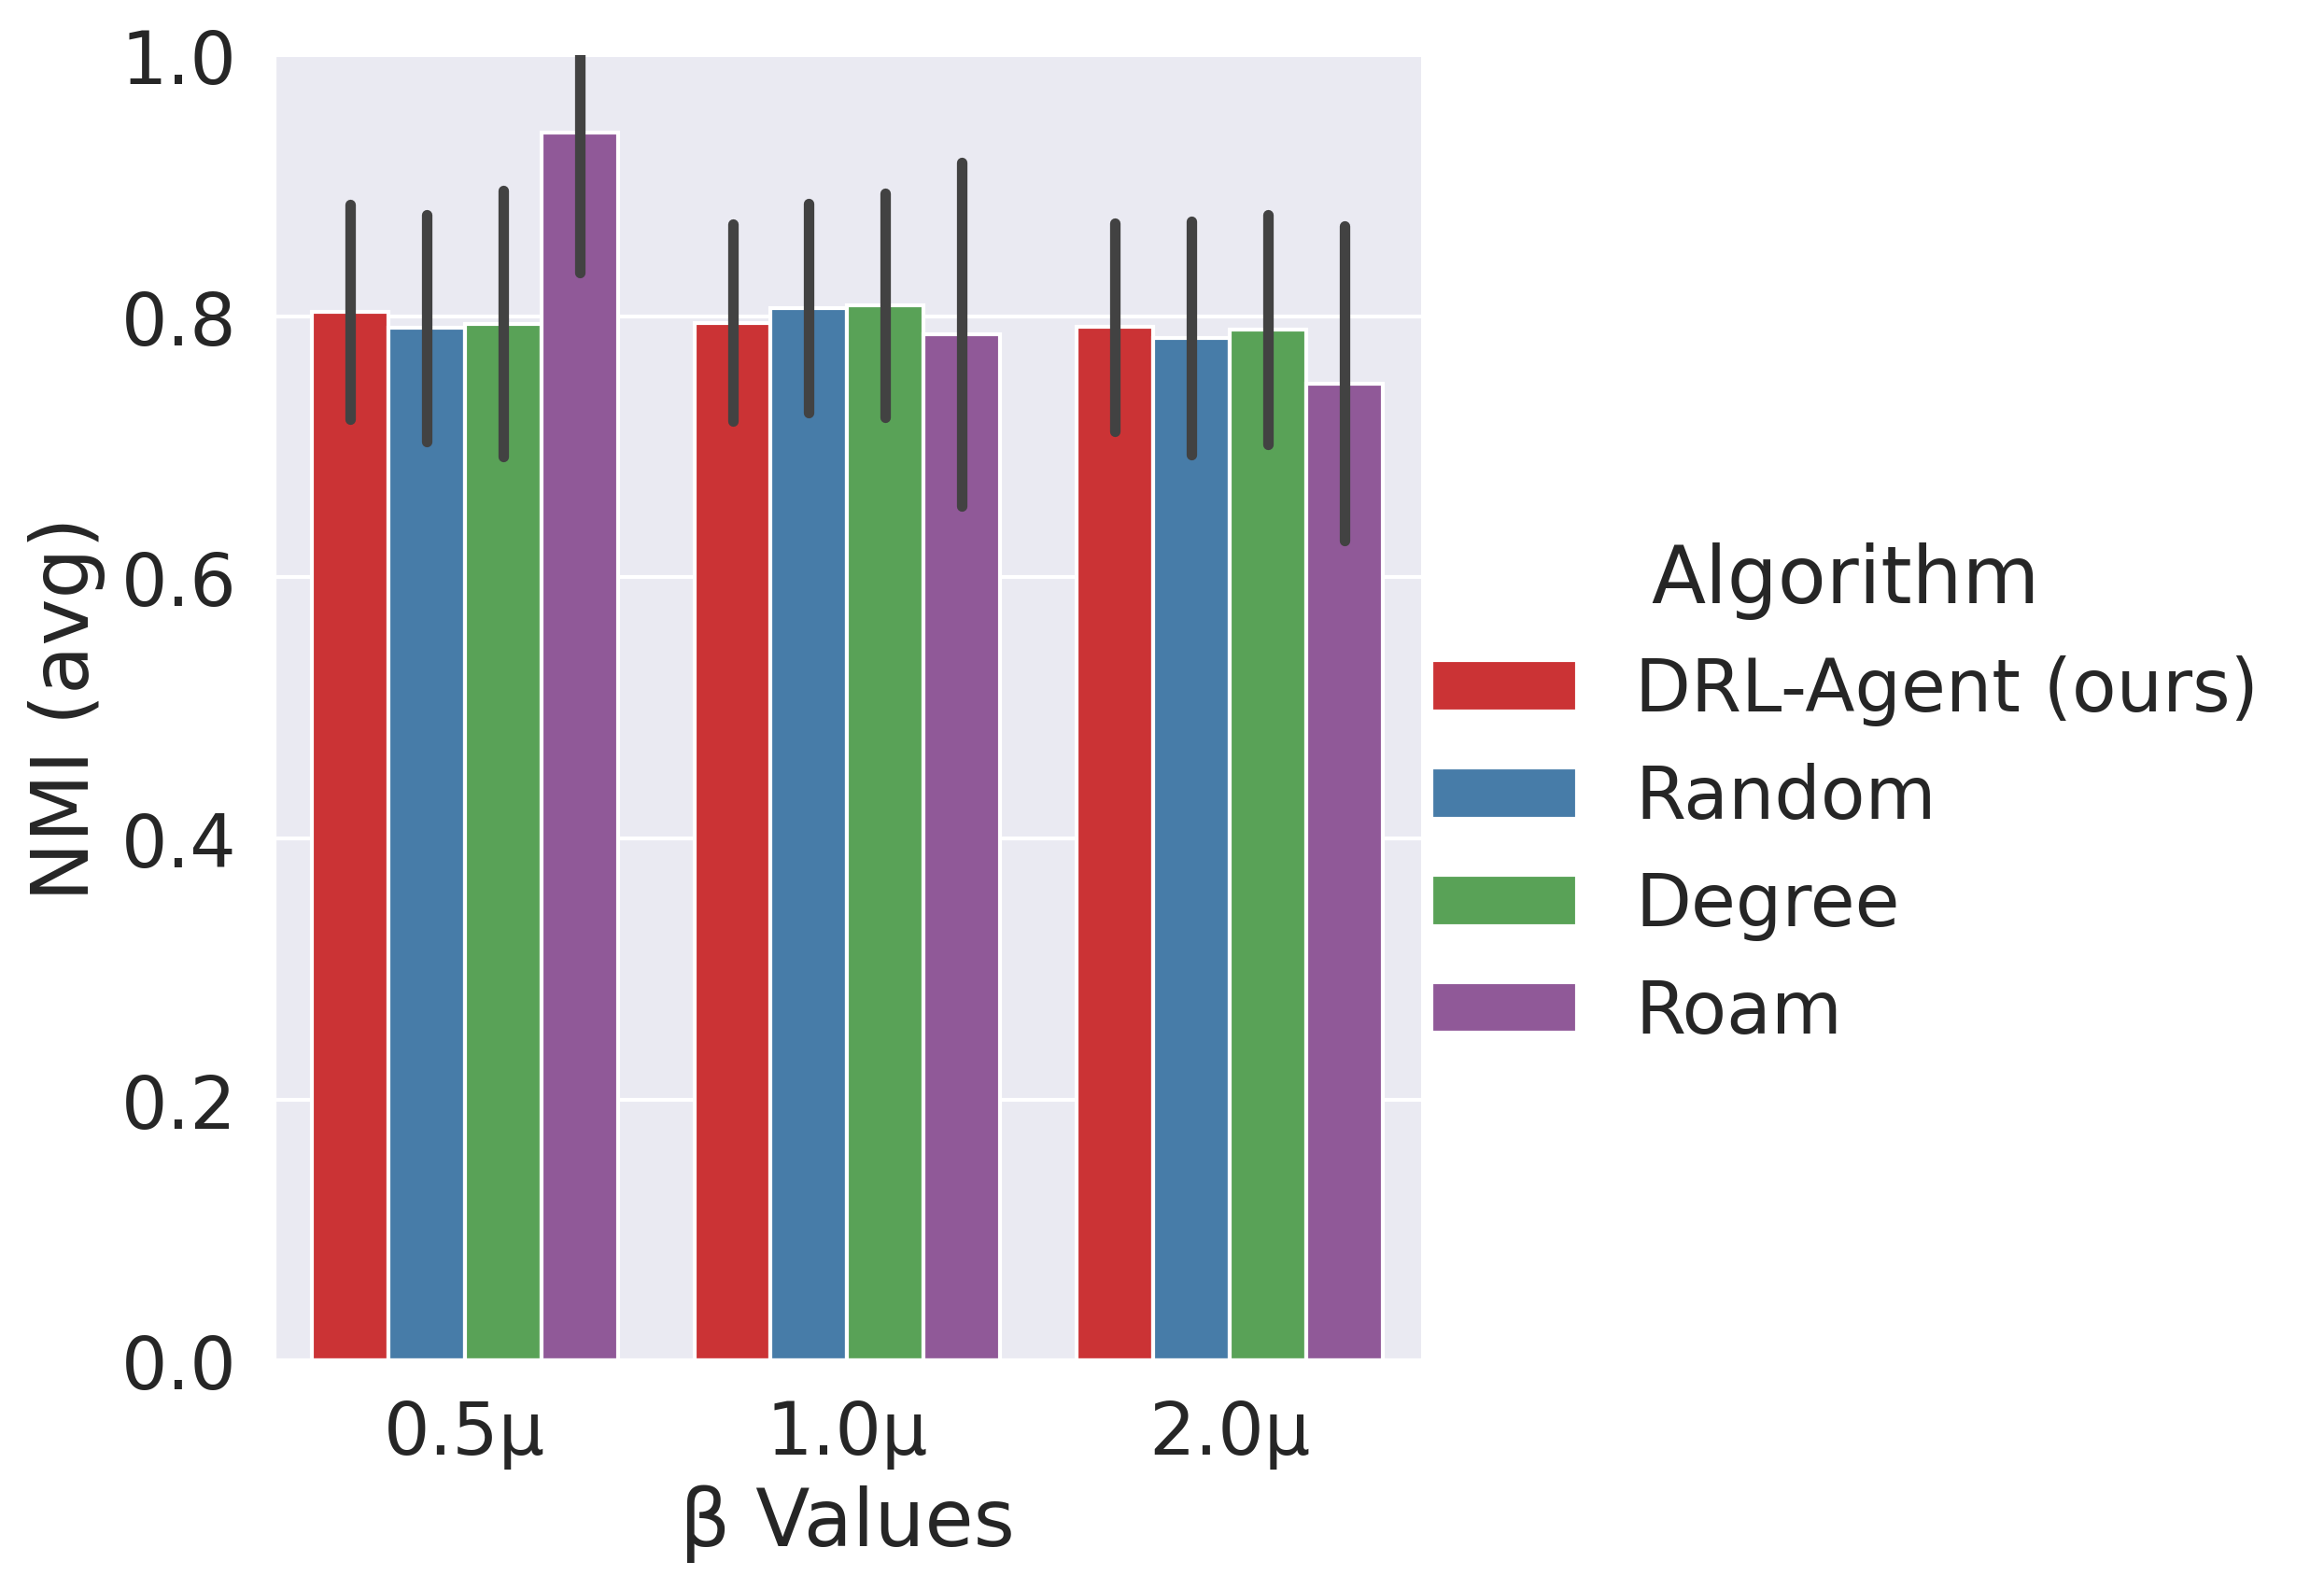 NMI (avg)
1.0
0.8
0.6
0.4
0.2
0.0
0.5μ
1.0μ
2.0μ
β Values
Algorithm
DRL-Agent (ours)
Random
Degree
Roam